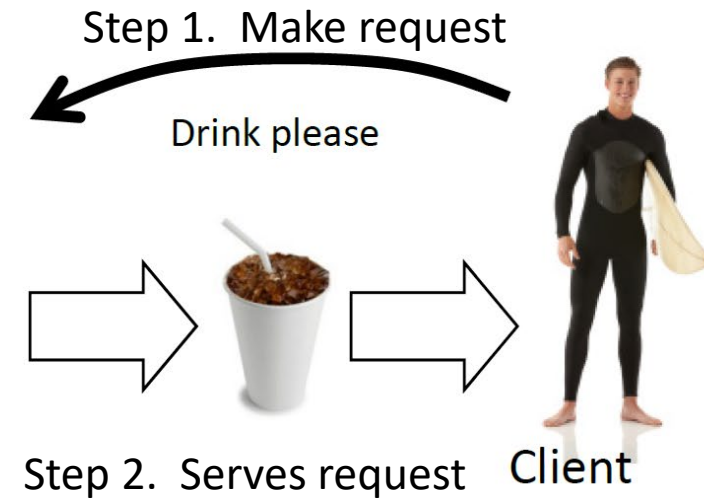 Step 1. Make request
Drink please
Step 2. Serves request
Client